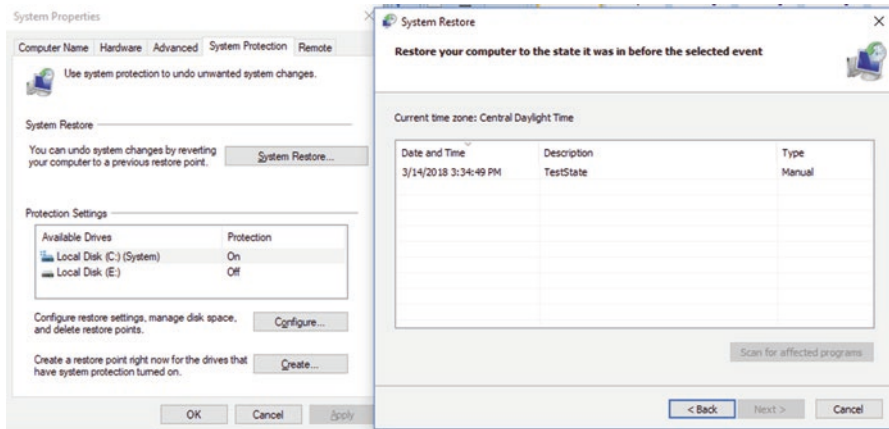 System Properties
Computer Name Hardware Advanced System Protection Remote
Use system protection to undo unwanted system changes.
System Restore
You can undo system changes by reverting
your computer to a previous restore point.
System Restore...
Protection Settings
Available Drives Protection
Local Disk (C:) (System) On
Local Disk (E:) Off
Configure restore settings, manage disk space,
and delete restore points.
Configure...
Create a restore point right now for the drives that
have system protection turned on.
Create...
OK Cancel Apply
System Restore
Restore your computer to the state it was in before the selected event
Current time zone: Central Daylight Time
Date and Time Description Type
3/14/2018 3:34:49 PM TestState Manual
Scan for affected programs
< Back Next > Cancel